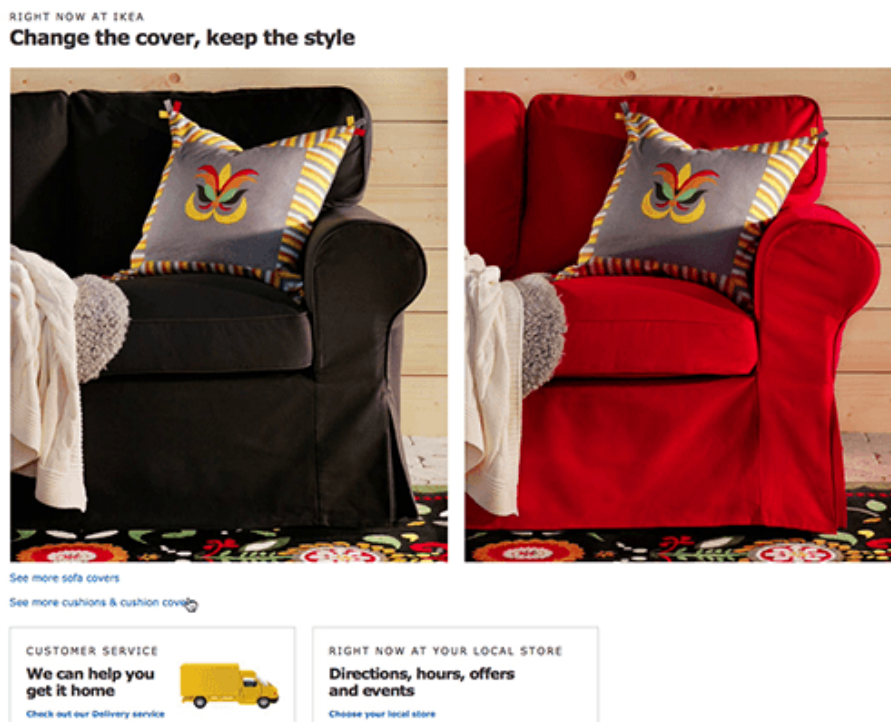 RIGHT NOW AT IKEA
Change the cover, keep the style
See more sofa covers
See more cushions & cushion covers
CUSTOMER SERVICE
We can help you
get it home
Check out our Delivery service
RIGHT NOW AT YOUR LOCAL STORE
Directions, hours, offers
and events
Choose your local store